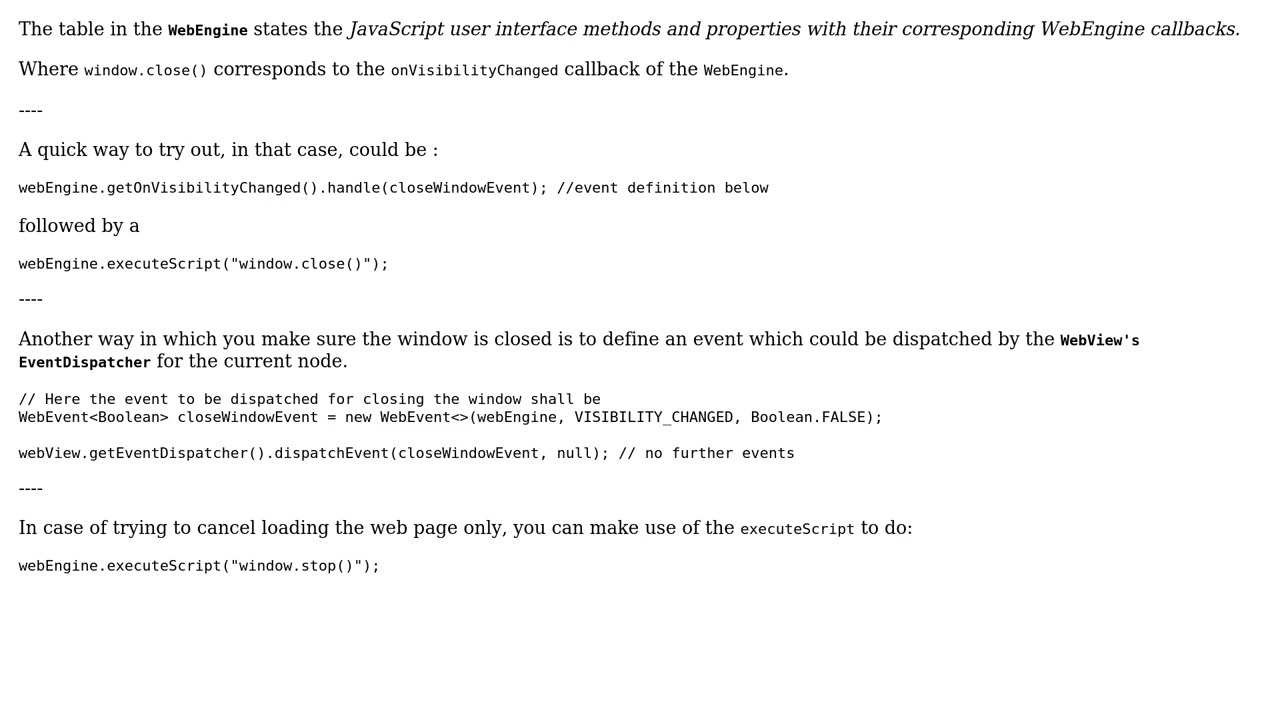 The table in the WebEngine states the JavaScript user interface methods and properties with their corresponding WebEngine callbacks.
Where window.close() corresponds to the onVisibilityChanged callback of the WebEngine.
----
A quick way to try out, in that case, could be :
webEngine.getOnVisibilityChanged().handle(closeWindowEvent); //event definition below
followed by a
webEngine.executeScript("window.close()");
----
Another way in which you make sure the window is closed is to define an event which could be dispatched by the WebView's
EventDispatcher for the current node.
// Here the event to be dispatched for closing the window shall be
WebEvent<Boolean> closeWindowEvent = new WebEvent<>(webEngine, VISIBILITY_CHANGED, Boolean.FALSE);
webView.getEventDispatcher().dispatchEvent(closeWindowEvent, null); // no further events
----
In case of trying to cancel loading the web page only, you can make use of the executeScript to do:
webEngine.executeScript("window.stop()");